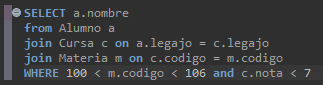 SELECT a.nombre
from Alumno a
join Cursa c on a.legajo = c.legajo
join Materia m on c.codigo = m.codigo
WHERE 100 < m.codigo < 106 and c.nota < 7